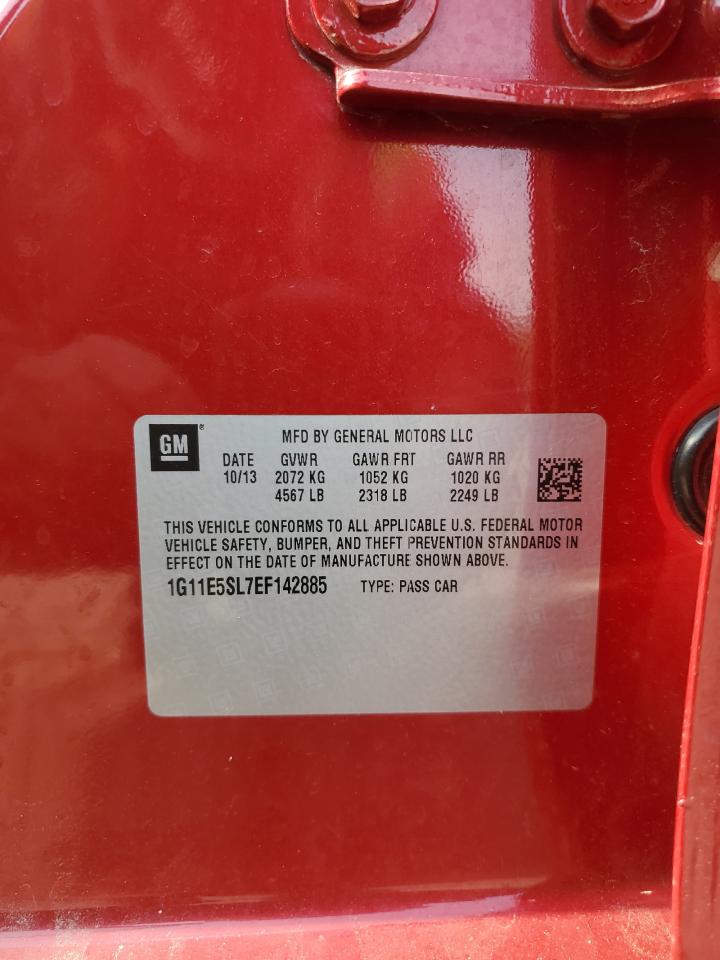 GM® MFD BY GENERAL MOTORS LLC
DATE GVWR GAWR FRT GAWR RR
10/13 2072 KG 1052 KG 1020 KG
4567 LB 2318 LB 2249 LB
THIS VEHICLE CONFORMS TO ALL APPLICABLE U.S. FEDERAL MOTOR
VEHICLE SAFETY, BUMPER, AND THEFT PREVENTION STANDARDS IN
EFFECT ON THE DATE OF MANUFACTURE SHOWN ABOVE.
1G11E5SL7EF142885 TYPE: PASS CAR